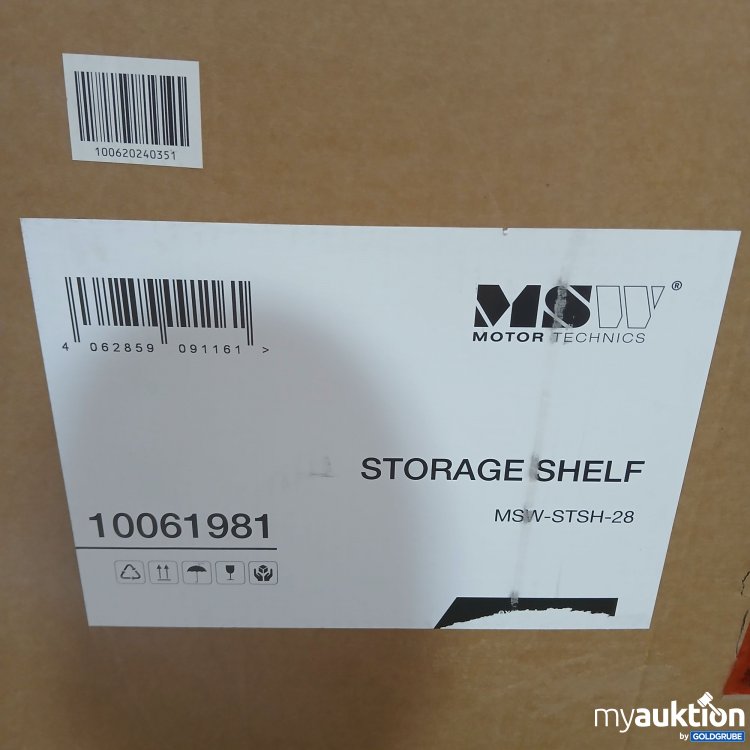 100620240351
4 062859 091161 >
MSW ®
MOTOR TECHNICS
STORAGE SHELF
MSW-STSH-28
10061981
myauktion
by GOLDGRUBE